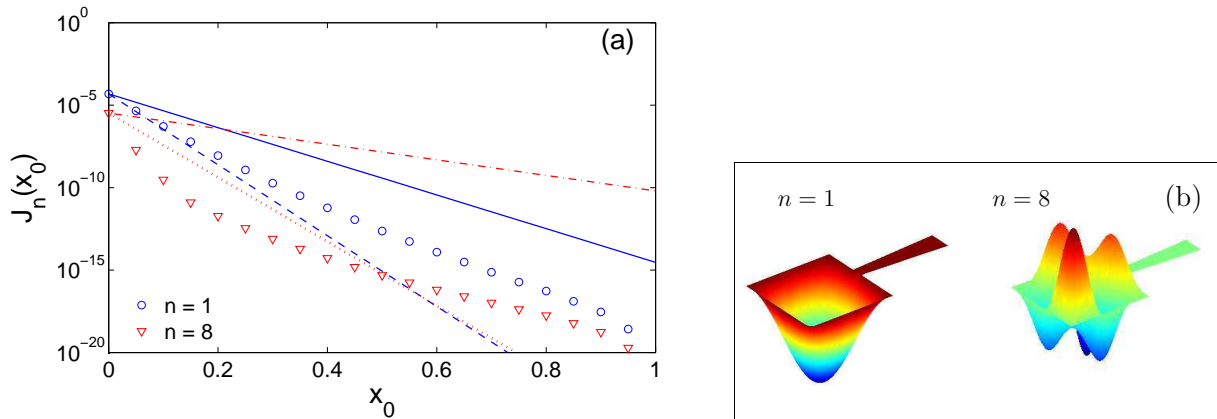 (a)
10^0
10^-5
10^-10
10^-15
10^-20
J_n(x_0)
n = 1
n = 8
0 0.2 0.4 0.6 0.8 1
x_0
n = 1 n = 8 (b)